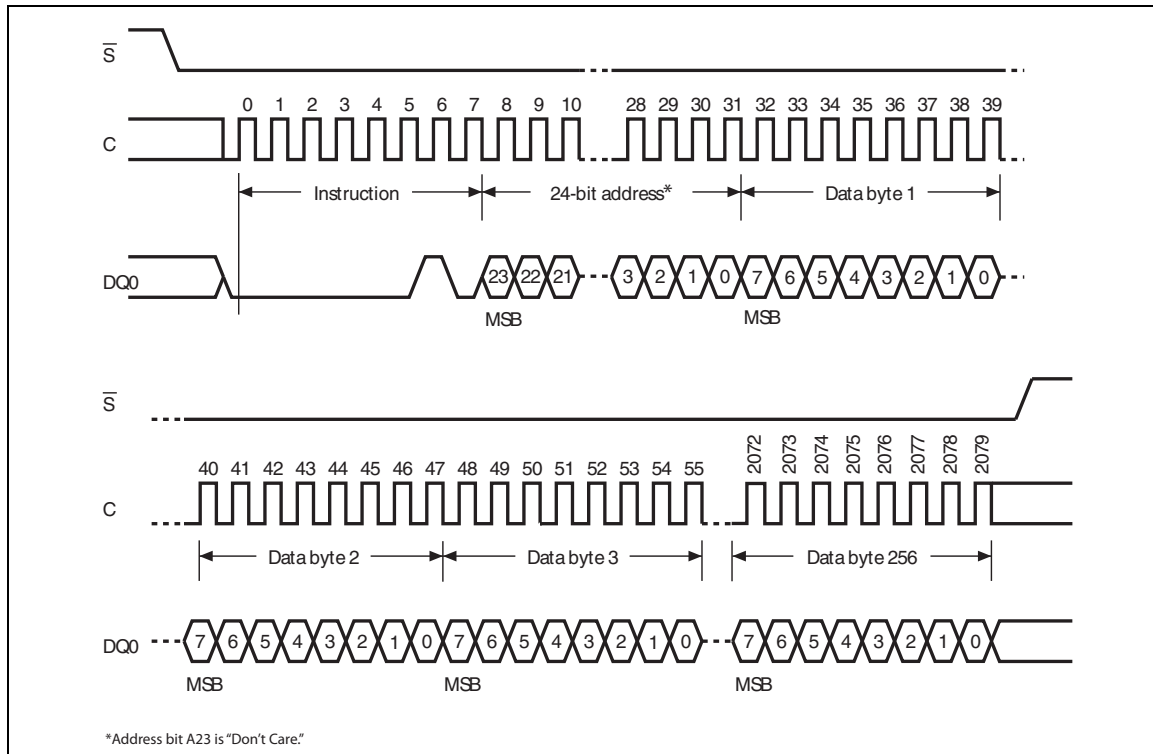 S
0 1 2 3 4 5 6 7 8 9 10 28 29 30 31 32 33 34 35 36 37 38 39
C
Instruction 24-bit address* Data byte 1
DQ0 23 22 21 3 2 1 0 7 6 5 4 3 2 1 0
MSB MSB
S
40 41 42 43 44 45 46 47 48 49 50 51 52 53 54 55 2072 2073 2074 2075 2076 2077 2078 2079
C
Data byte 2 Data byte 3 Data byte 256
DQ0 7 6 5 4 3 2 1 0 7 6 5 4 3 2 1 0 7 6 5 4 3 2 1 0
MSB MSB MSB
*Address bit A23 is “Don’t Care.”